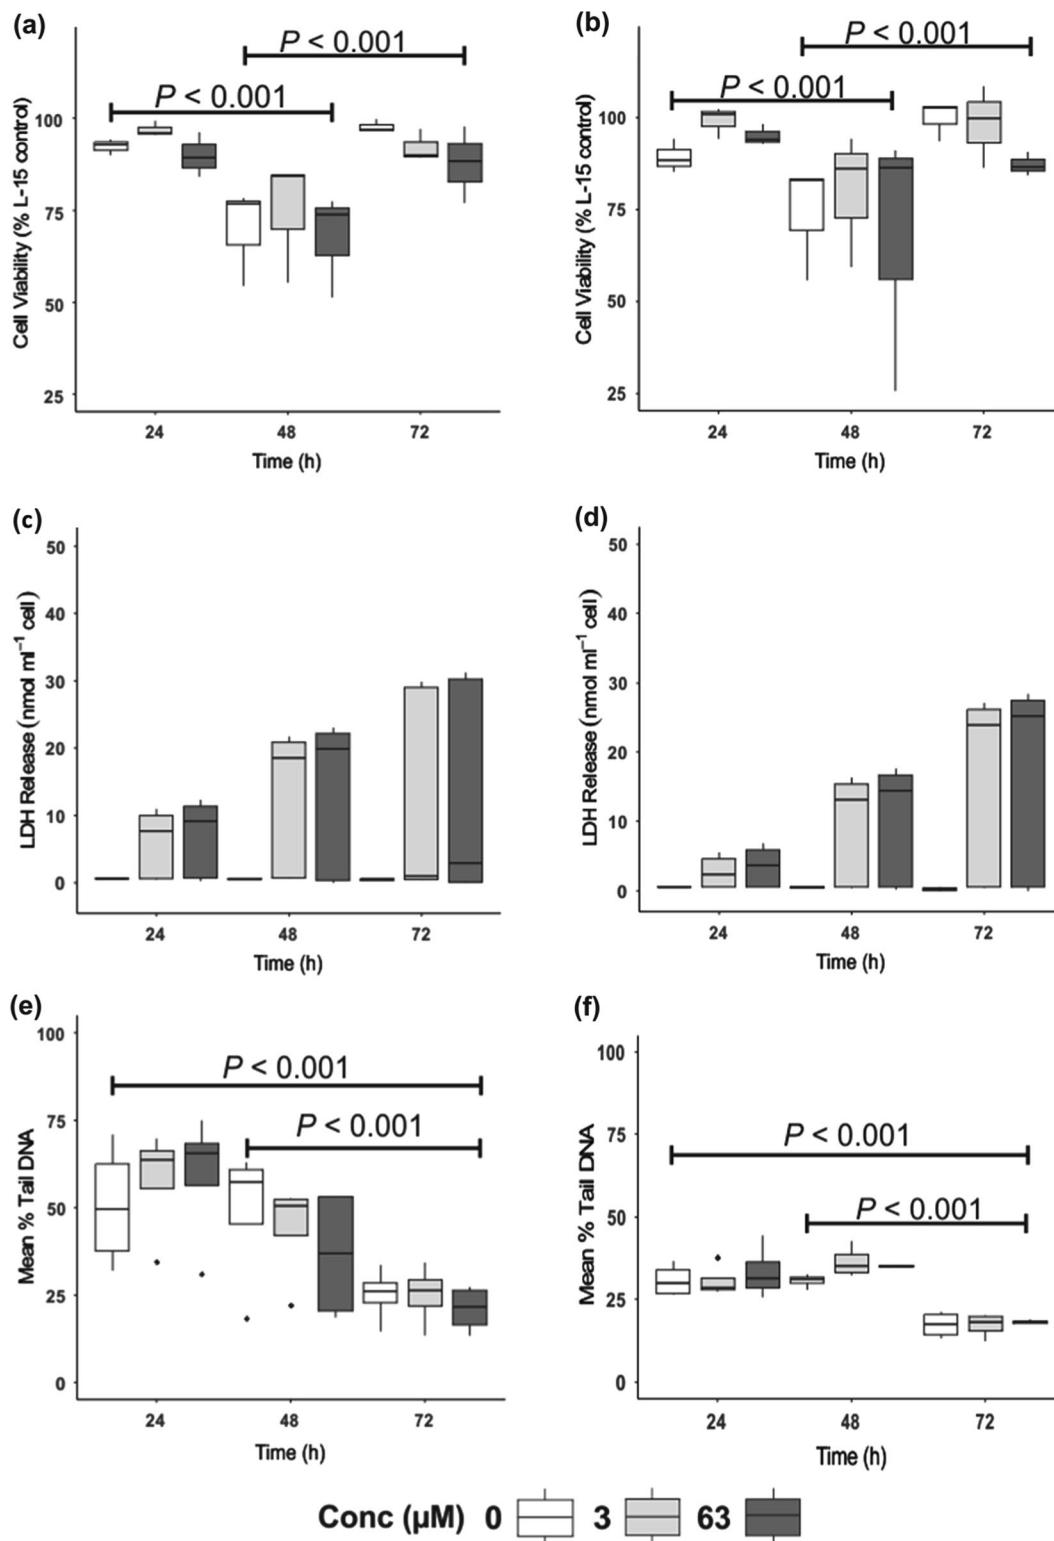 (a)
P < 0.001
P < 0.001
Cell Viability (% L-15 control)
100
75
50
25
24 48 72
Time (h)
(b)
P < 0.001
P < 0.001
Cell Viability (% L-15 control)
100
75
50
25
24 48 72
Time (h)
(c)
LDH Release (nmol ml⁻¹ cell)
50
40
30
20
10
0
24 48 72
Time (h)
(d)
LDH Release (nmol ml⁻¹ cell)
50
40
30
20
10
0
24 48 72
Time (h)
(e)
P < 0.001
P < 0.001
Mean % Tail DNA
100
75
50
25
0
24 48 72
Time (h)
(f)
P < 0.001
P < 0.001
Mean % Tail DNA
100
75
50
25
0
24 48 72
Time (h)
Conc (µM) 0 3 63